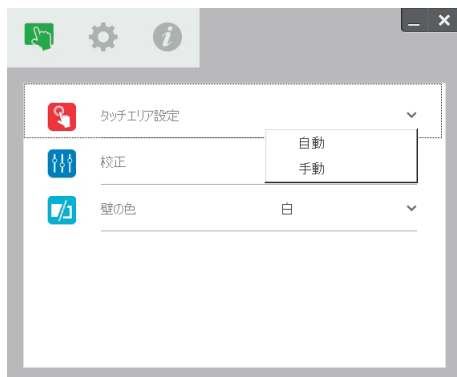 タッチエリア設定
自動
手動
校正
壁の色 白